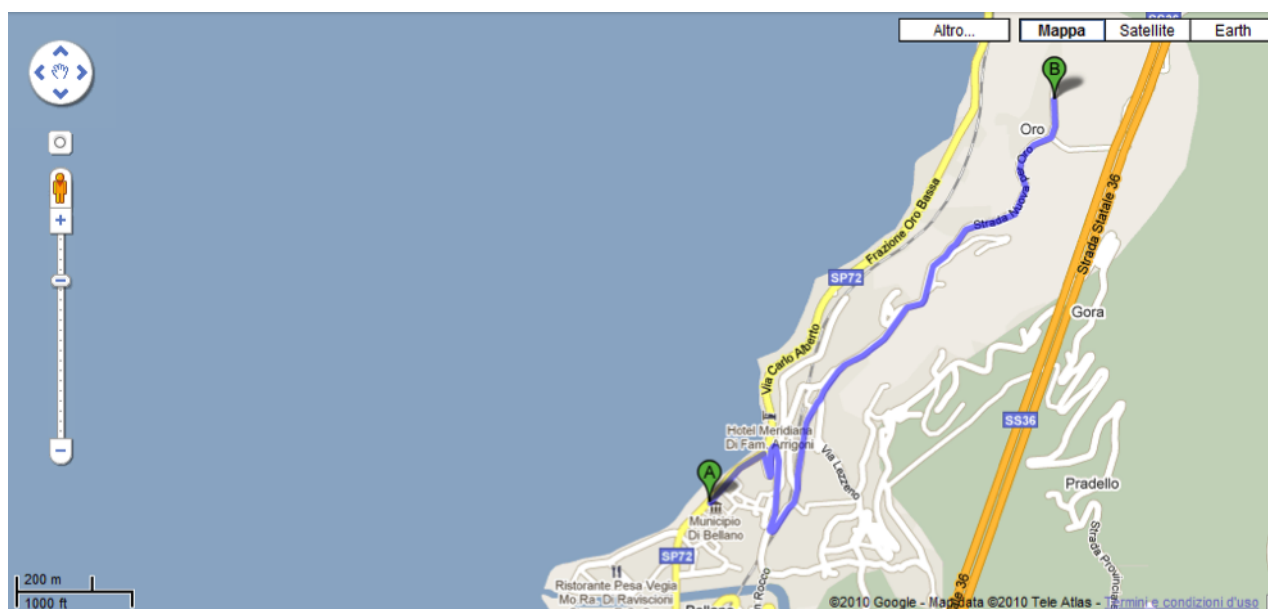 Altro...
Mappa
Satellite
Earth
B
Oro
Strada Nuova Per Oro
Strada Statale 36
Frazione Oro Bassa
SP72
Gora
Via Carlo Alberto
SS36
Hotel Meridiana
Di Fam. Arrigoni
Via Lezzeno
A
Pradello
Municipio
Di Bellano
SP72
Ristorante Pesa Vegia
Mo Ra. Di Raviscioni
Rocco
Strada Provinciale
200 m
1000 ft
©2010 Google - Map data ©2010 Tele Atlas - Termini e condizioni d'uso